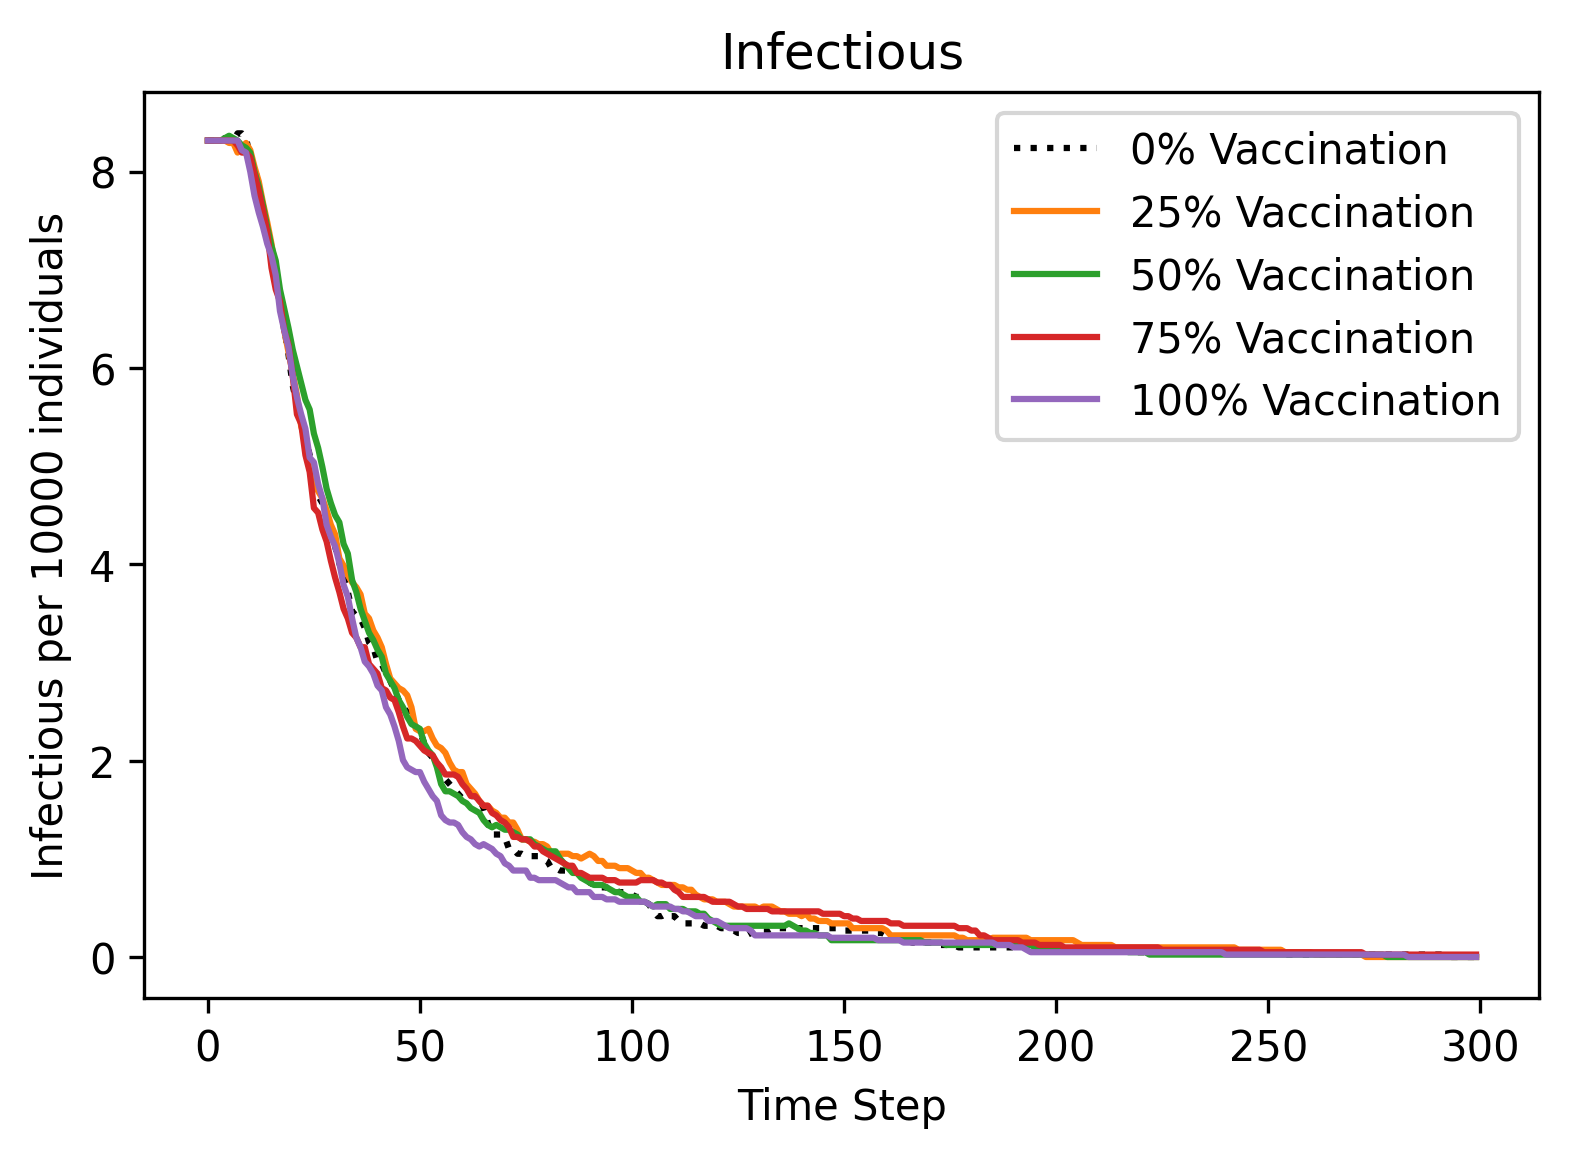 Infectious
Infectious per 10000 individuals
8
6
4
2
0
0% Vaccination
25% Vaccination
50% Vaccination
75% Vaccination
100% Vaccination
0 50 100 150 200 250 300
Time Step